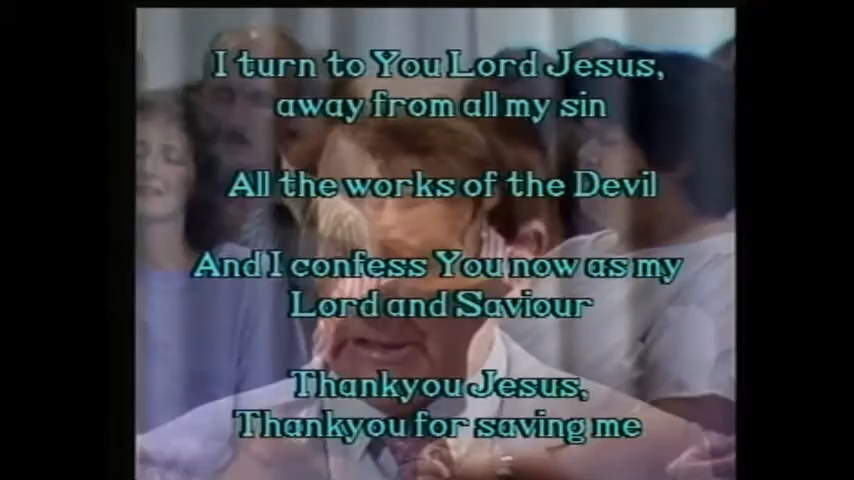 I turn to You Lord Jesus,
away from all my sin
All the works of the Devil
And I confess You now as my
Lord and Saviour
Thankyou Jesus,
Thankyou for saving me